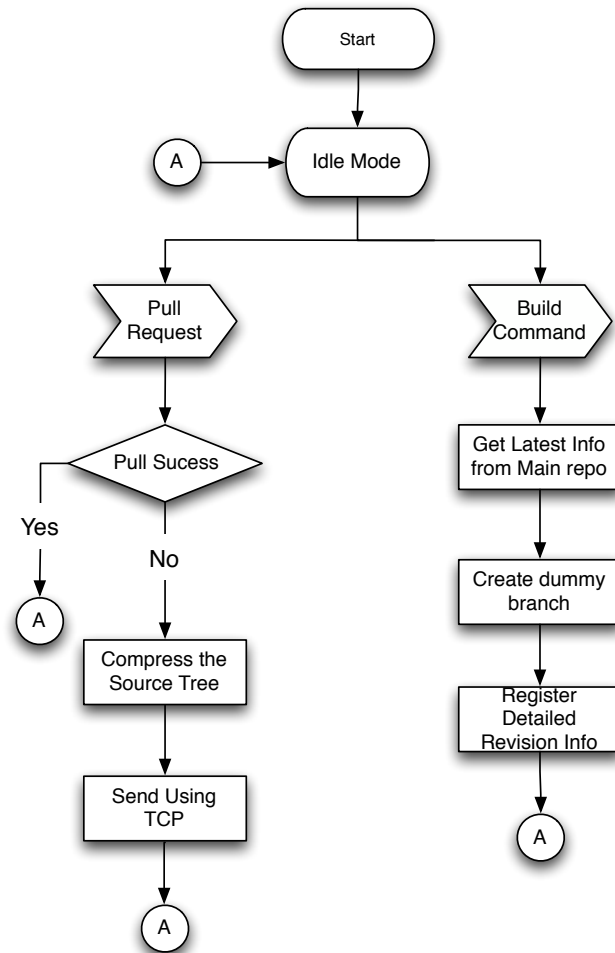 Start
A
Idle Mode
Pull
Request
Build
Command
Pull Sucess
Get Latest Info
from Main repo
Yes
No
Create dummy
branch
A
Compress the
Source Tree
Register
Detailed
Revision Info
Send Using
TCP
A
A